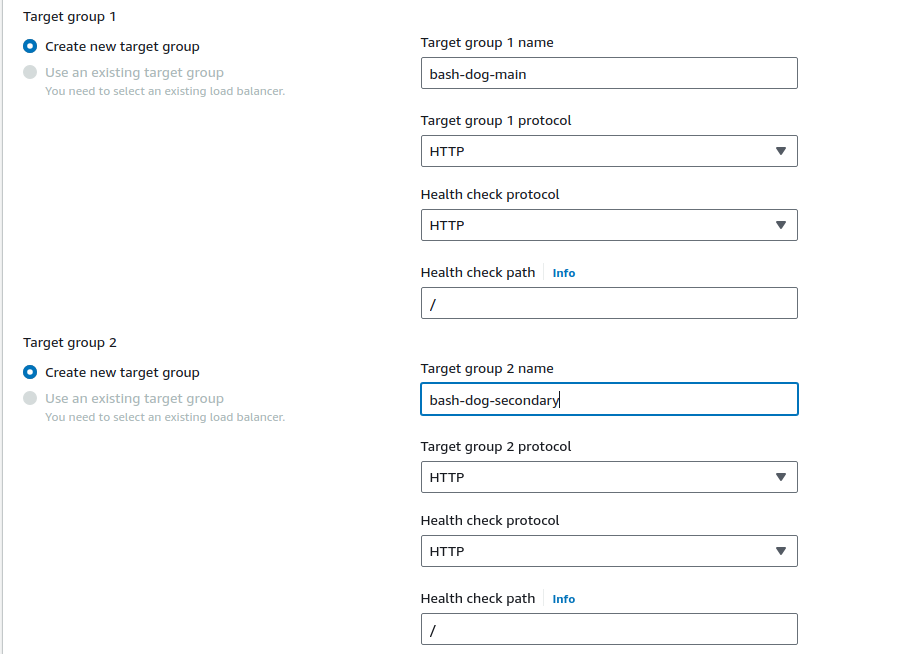 Target group 1
Create new target group
Use an existing target group
You need to select an existing load balancer.
Target group 1 name
bash-dog-main
Target group 1 protocol
HTTP
Health check protocol
HTTP
Health check path Info
/
Target group 2
Create new target group
Use an existing target group
You need to select an existing load balancer.
Target group 2 name
bash-dog-secondary
Target group 2 protocol
HTTP
Health check protocol
HTTP
Health check path Info
/